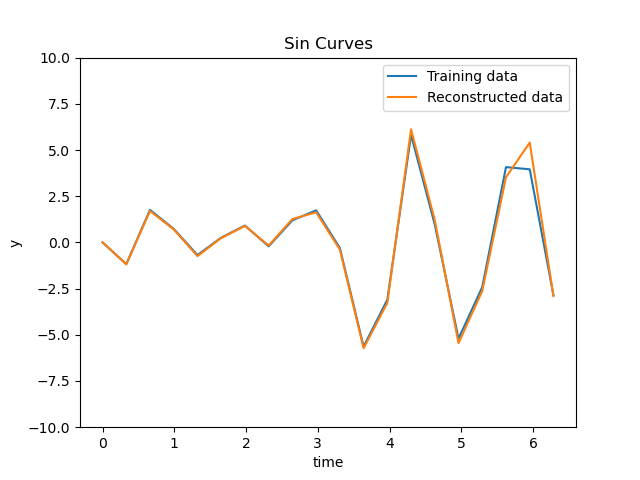 Sin Curves
Training data
Reconstructed data
10.0
7.5
5.0
2.5
0.0
−2.5
−5.0
−7.5
−10.0
y
0 1 2 3 4 5 6
time